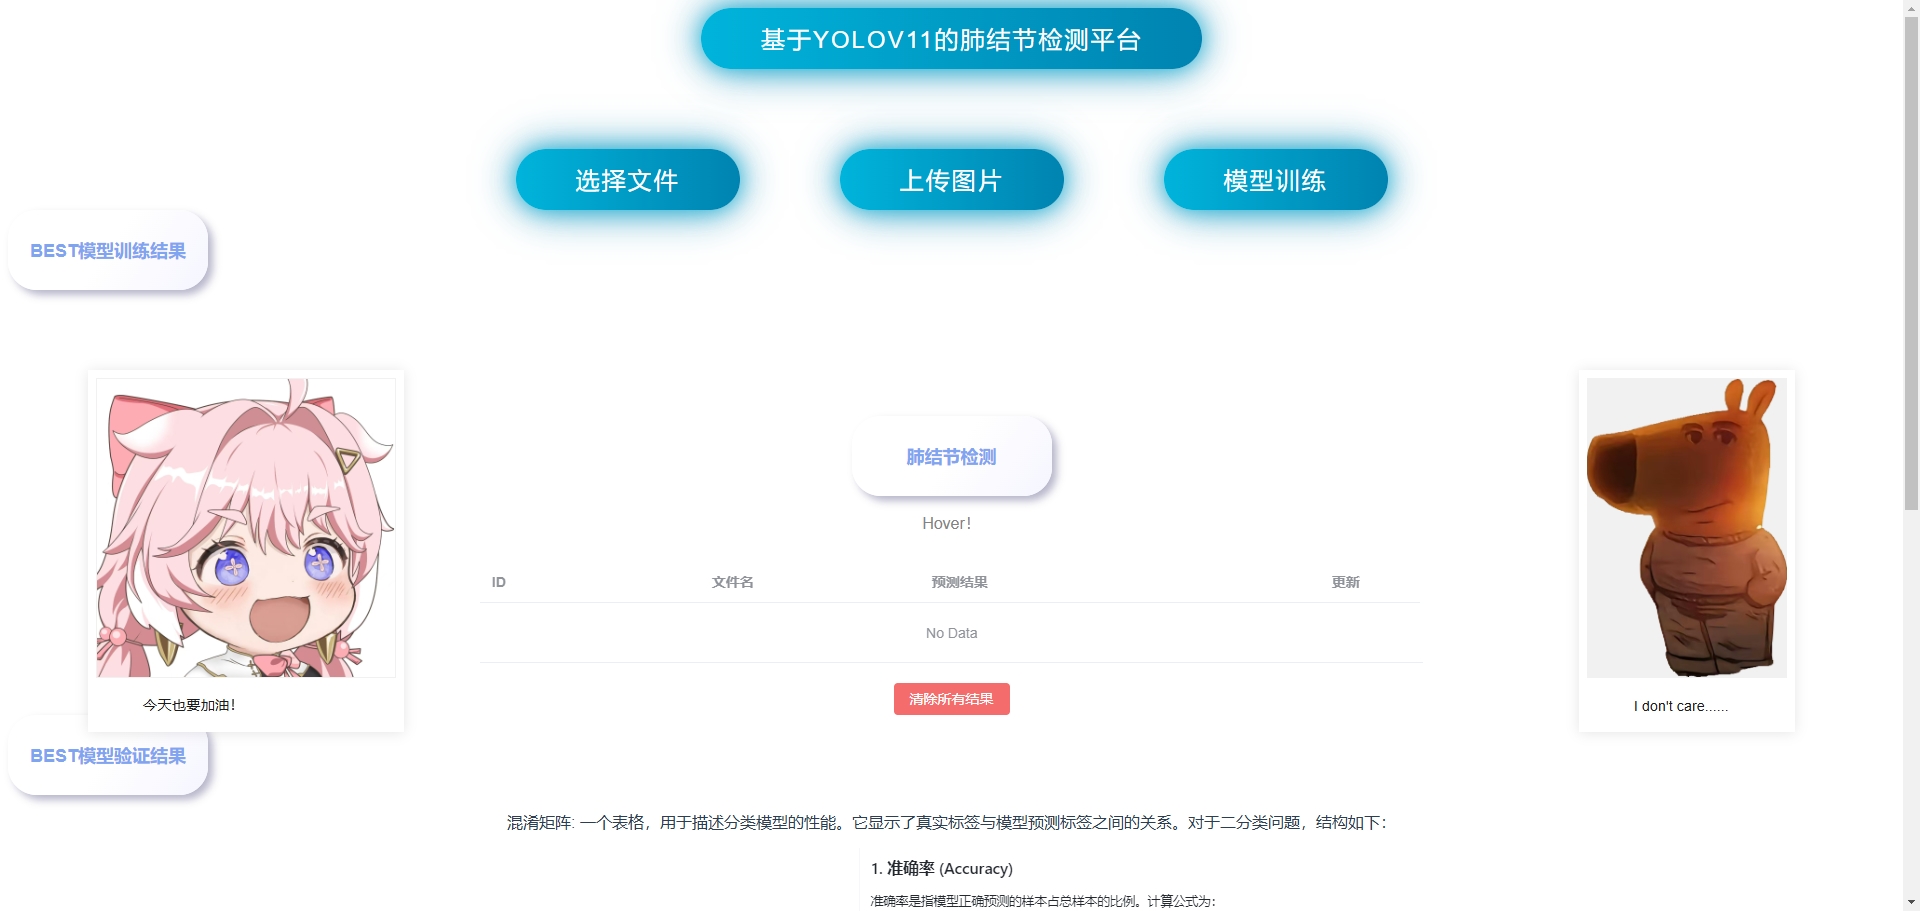 基于YOLOV11的肺结节检测平台
选择文件
上传图片
模型训练
BEST模型训练结果
肺结节检测
Hover!
ID 文件名 预测结果 更新
No Data
清除所有结果
今天也要加油！
I don't care......
BEST模型验证结果
混淆矩阵: 一个表格，用于描述分类模型的性能。它显示了真实标签与模型预测标签之间的关系。对于二分类问题，结构如下：
1. 准确率 (Accuracy)
准确率是指模型正确预测的样本占总样本的比例。计算公式为：